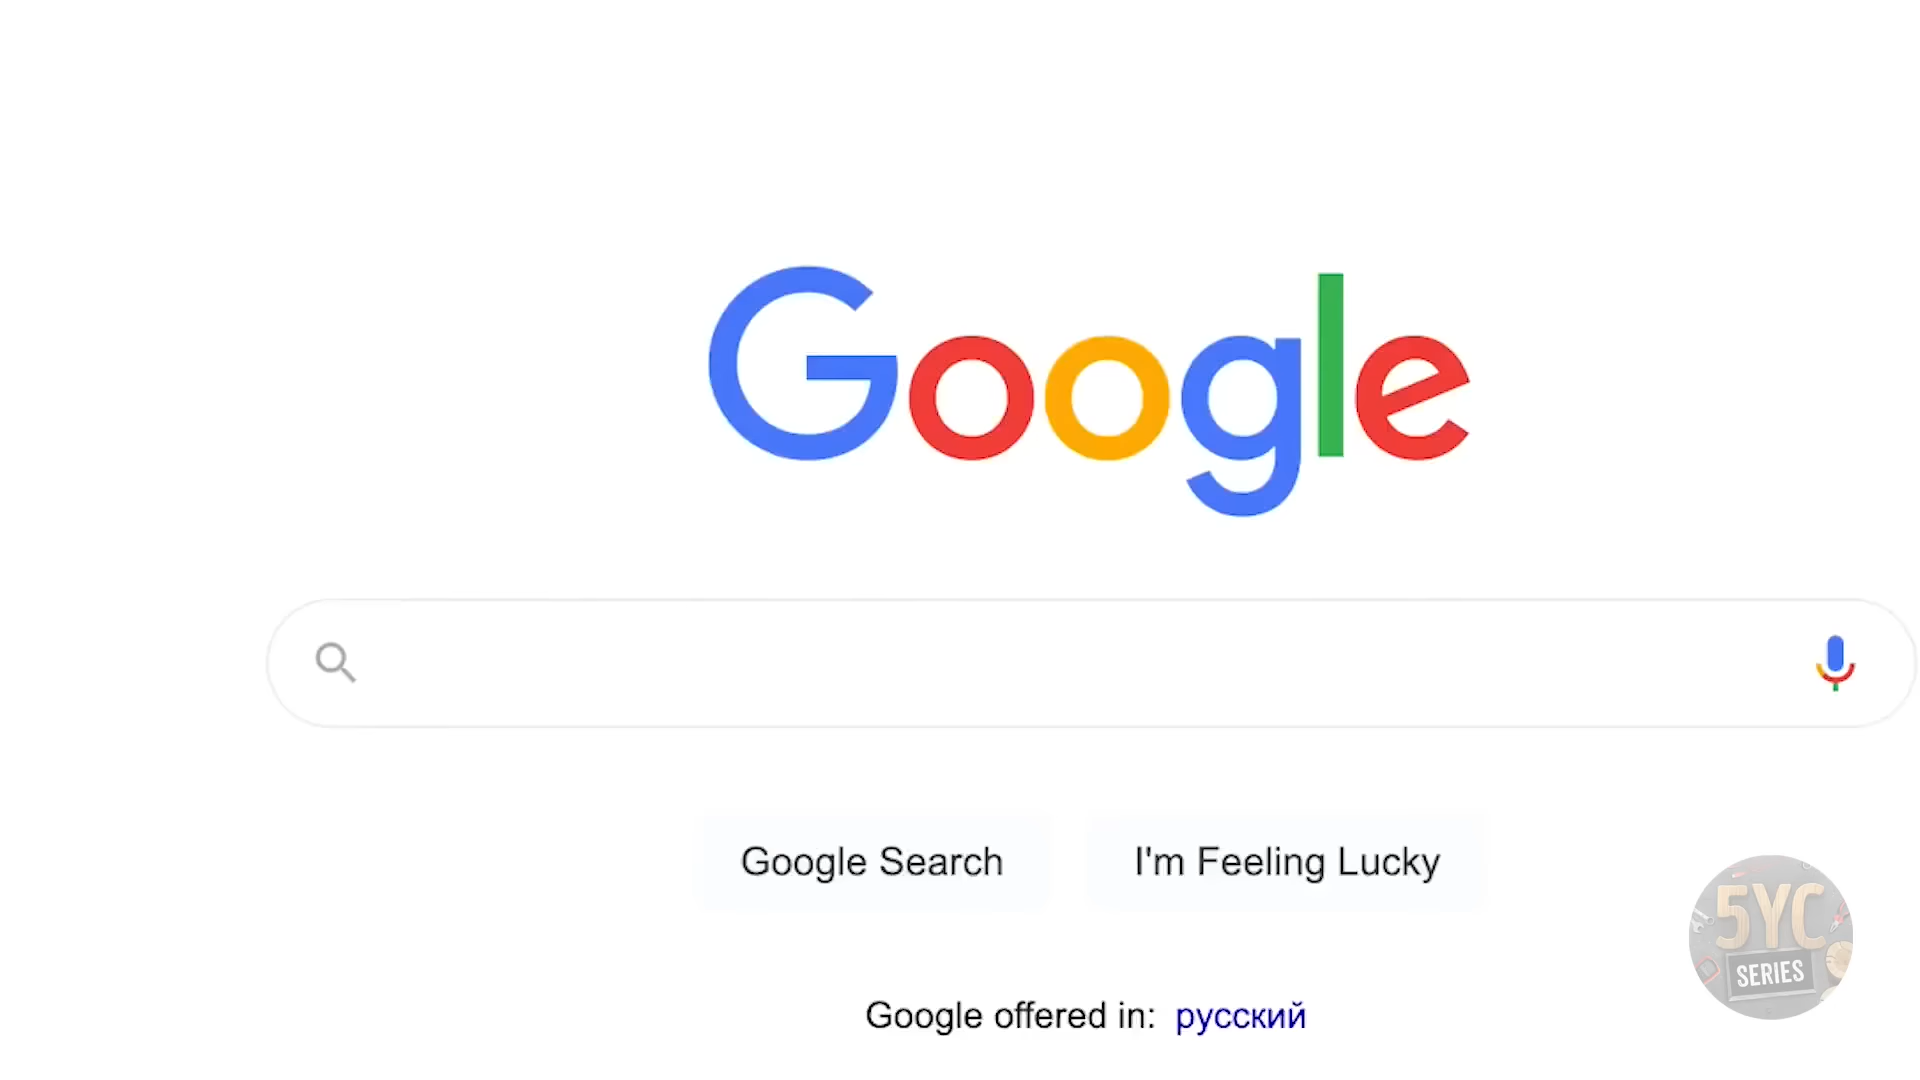 Google
Google Search
I'm Feeling Lucky
Google offered in: русский
5YC
SERIES